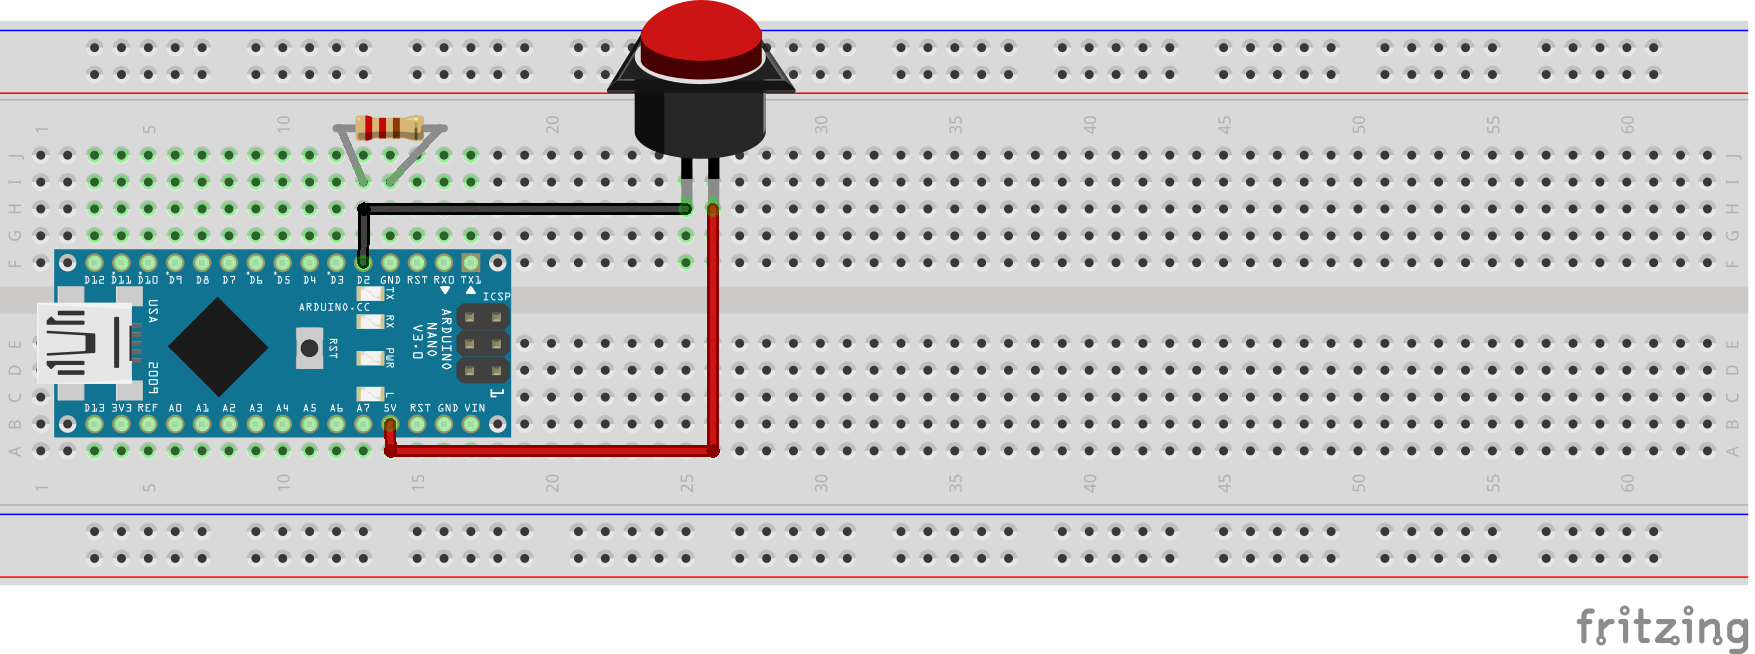 1 5 10 15 20 25 30 35 40 45 50 55 60
J J
I I
H H
G G
F F
D12 D11 D10 D9 D8 D7 D6 D5 D4 D3 D2 GND RST RX0 TX1
ICSP
ARDUINO.CC
TX
RX
PWR
L
USA
2009
RST
ARDUINO
NANO
V3.0
1
E E
D D
C C
D13 3V3 REF A0 A1 A2 A3 A4 A5 A6 A7 5V RST GND VIN
B B
A A
1 5 10 15 20 25 30 35 40 45 50 55 60
fritzing